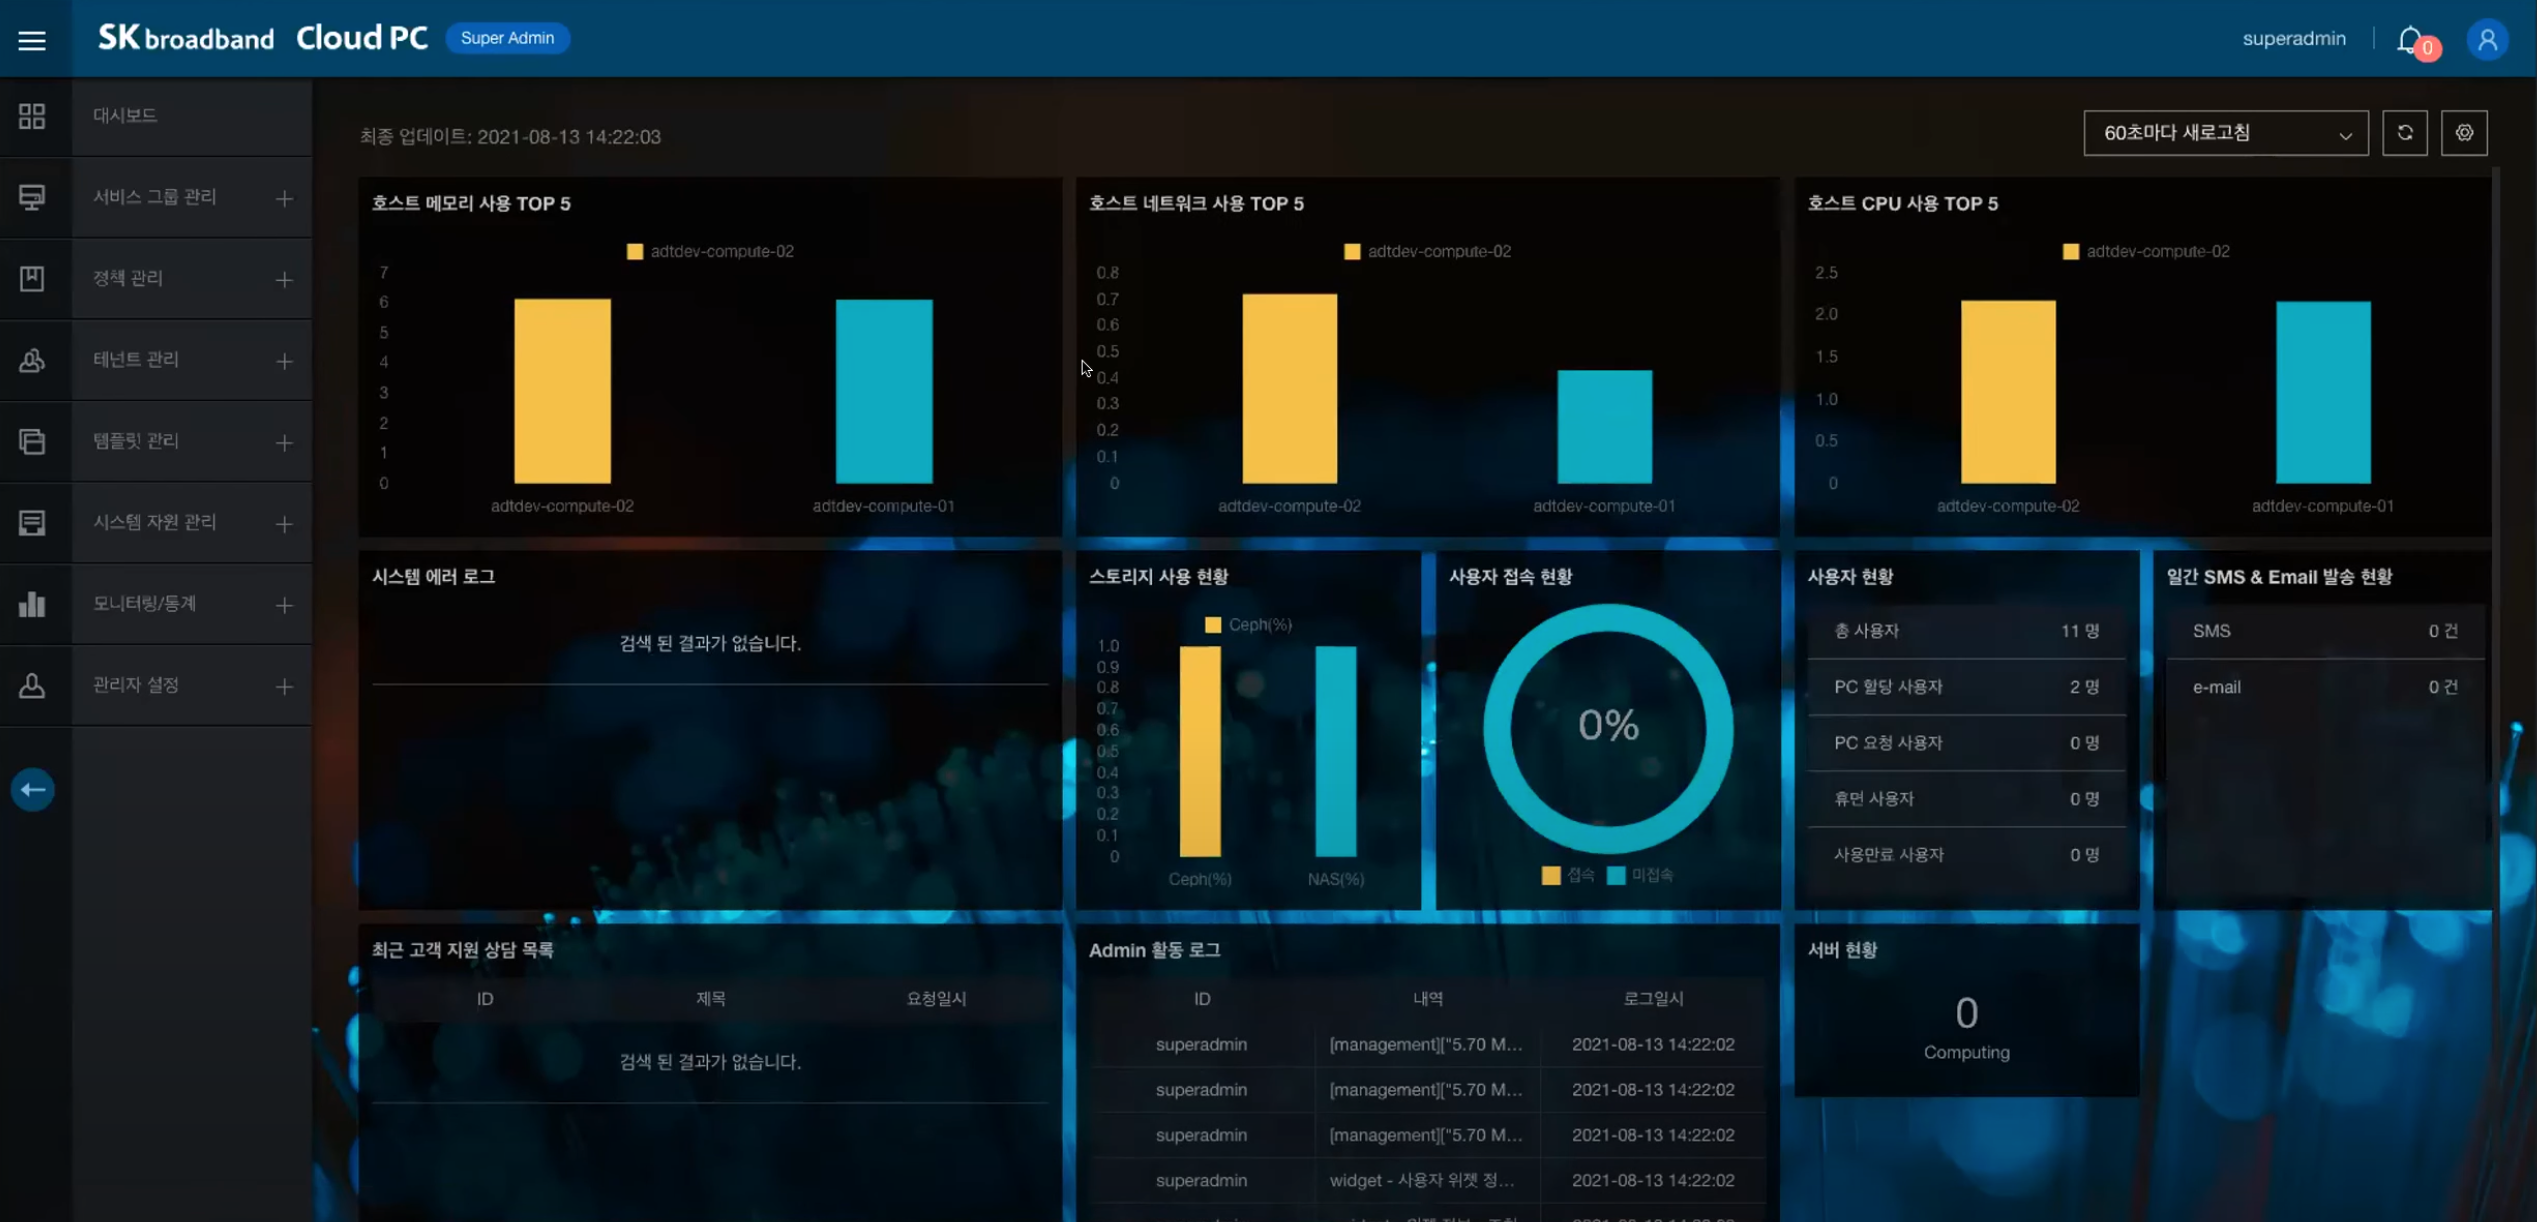 SK broadband Cloud PC Super Admin
superadmin
0
대시보드
서비스 그룹 관리
정책 관리
테넌트 관리
템플릿 관리
시스템 자원 관리
모니터링/통계
관리자 설정
최종 업데이트: 2021-08-13 14:22:03
60초마다 새로고침
호스트 메모리 사용 TOP 5
adtdev-compute-02
7
6
5
4
3
2
1
0
adtdev-compute-02 adtdev-compute-01
호스트 네트워크 사용 TOP 5
adtdev-compute-02
0.8
0.7
0.6
0.5
0.4
0.3
0.2
0.1
0
adtdev-compute-02 adtdev-compute-01
호스트 CPU 사용 TOP 5
adtdev-compute-02
2.5
2.0
1.5
1.0
0.5
0
adtdev-compute-02 adtdev-compute-01
시스템 에러 로그
검색 된 결과가 없습니다.
스토리지 사용 현황
Ceph(%)
1.0
0.9
0.8
0.7
0.6
0.5
0.4
0.3
0.2
0.1
0
Ceph(%) NAS(%)
사용자 접속 현황
0%
접속 미접속
사용자 현황
총 사용자 11 명
PC 할당 사용자 2 명
PC 요청 사용자 0 명
휴면 사용자 0 명
사용만료 사용자 0 명
일간 SMS & Email 발송 현황
SMS 0 건
e-mail 0 건
최근 고객 지원 상담 목록
ID 제목 요청일시
검색 된 결과가 없습니다.
Admin 활동 로그
ID 내역 로그일시
superadmin [management]["5.70 M... 2021-08-13 14:22:02
superadmin [management]["5.70 M... 2021-08-13 14:22:02
superadmin [management]["5.70 M... 2021-08-13 14:22:02
superadmin widget - 사용자 위젯 정... 2021-08-13 14:22:02
서버 현황
0
Computing